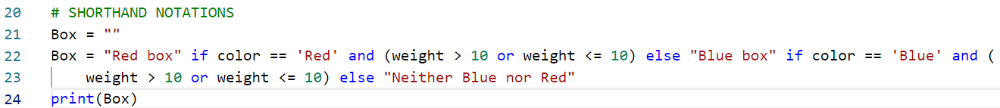 20 # SHORTHAND NOTATIONS
21 Box = ""
22 Box = "Red box" if color == 'Red' and (weight > 10 or weight <= 10) else "Blue box" if color == 'Blue' and (
23     weight > 10 or weight <= 10) else "Neither Blue nor Red"
24 print(Box)